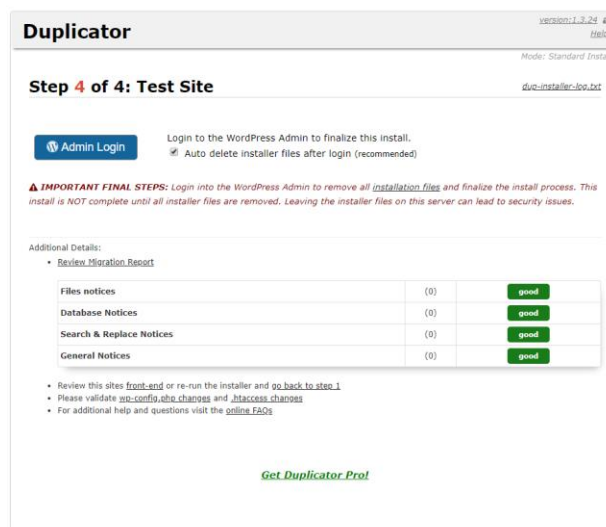 Duplicator
version:1.3.24
Help
Mode: Standard Insta
Step 4 of 4: Test Site
dup-installer-log.txt
Admin Login
Login to the WordPress Admin to finalize this install.
Auto delete installer files after login (recommended)
IMPORTANT FINAL STEPS: Login into the WordPress Admin to remove all installation files and finalize the install process. This
install is NOT complete until all installer files are removed. Leaving the installer files on this server can lead to security issues.
Additional Details:
• Review Migration Report
Files notices (0) good
Database Notices (0) good
Search & Replace Notices (0) good
General Notices (0) good
• Review this sites front-end or re-run the installer and go back to step 1
• Please validate wp-config.php changes and .htaccess changes
• For additional help and questions visit the online FAQs
Get Duplicator Pro!